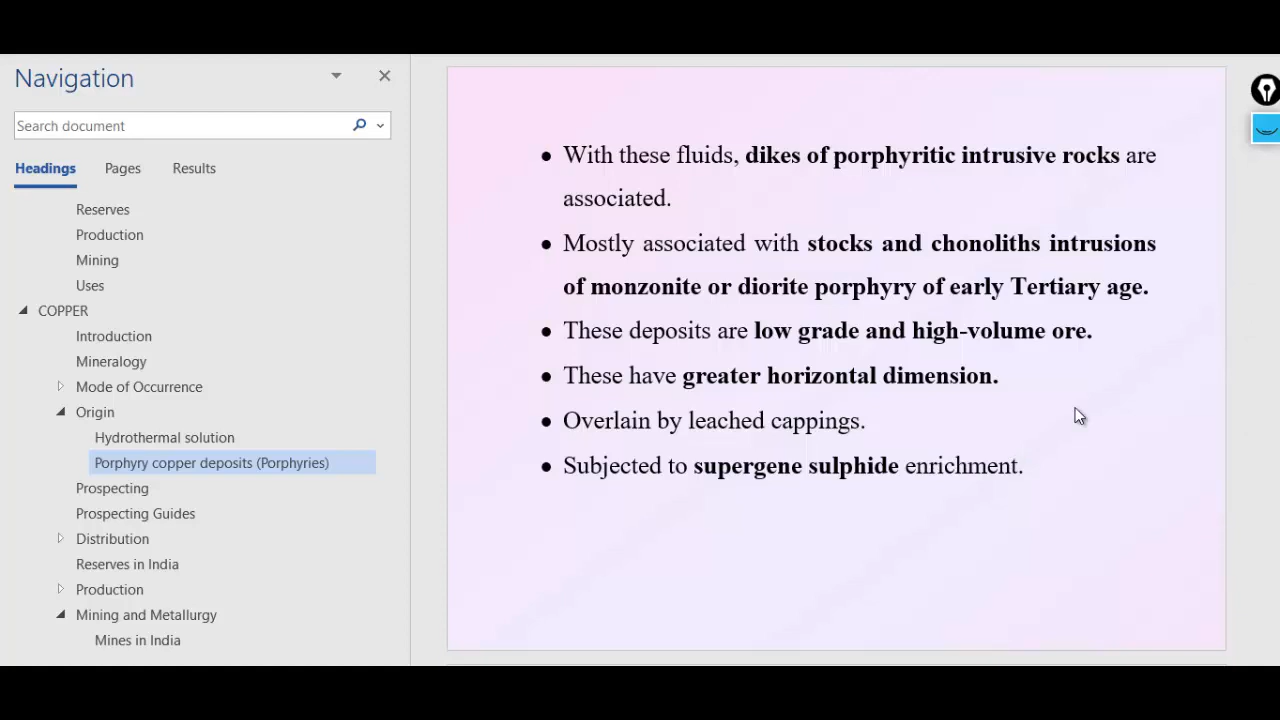 Navigation
Search document
Headings Pages Results
Reserves
Production
Mining
Uses
COPPER
Introduction
Mineralogy
Mode of Occurrence
Origin
Hydrothermal solution
Porphyry copper deposits (Porphyries)
Prospecting
Prospecting Guides
Distribution
Reserves in India
Production
Mining and Metallurgy
Mines in India
• With these fluids, dikes of porphyritic intrusive rocks are
associated.
• Mostly associated with stocks and chonoliths intrusions
of monzonite or diorite porphyry of early Tertiary age.
• These deposits are low grade and high-volume ore.
• These have greater horizontal dimension.
• Overlain by leached cappings.
• Subjected to supergene sulphide enrichment.